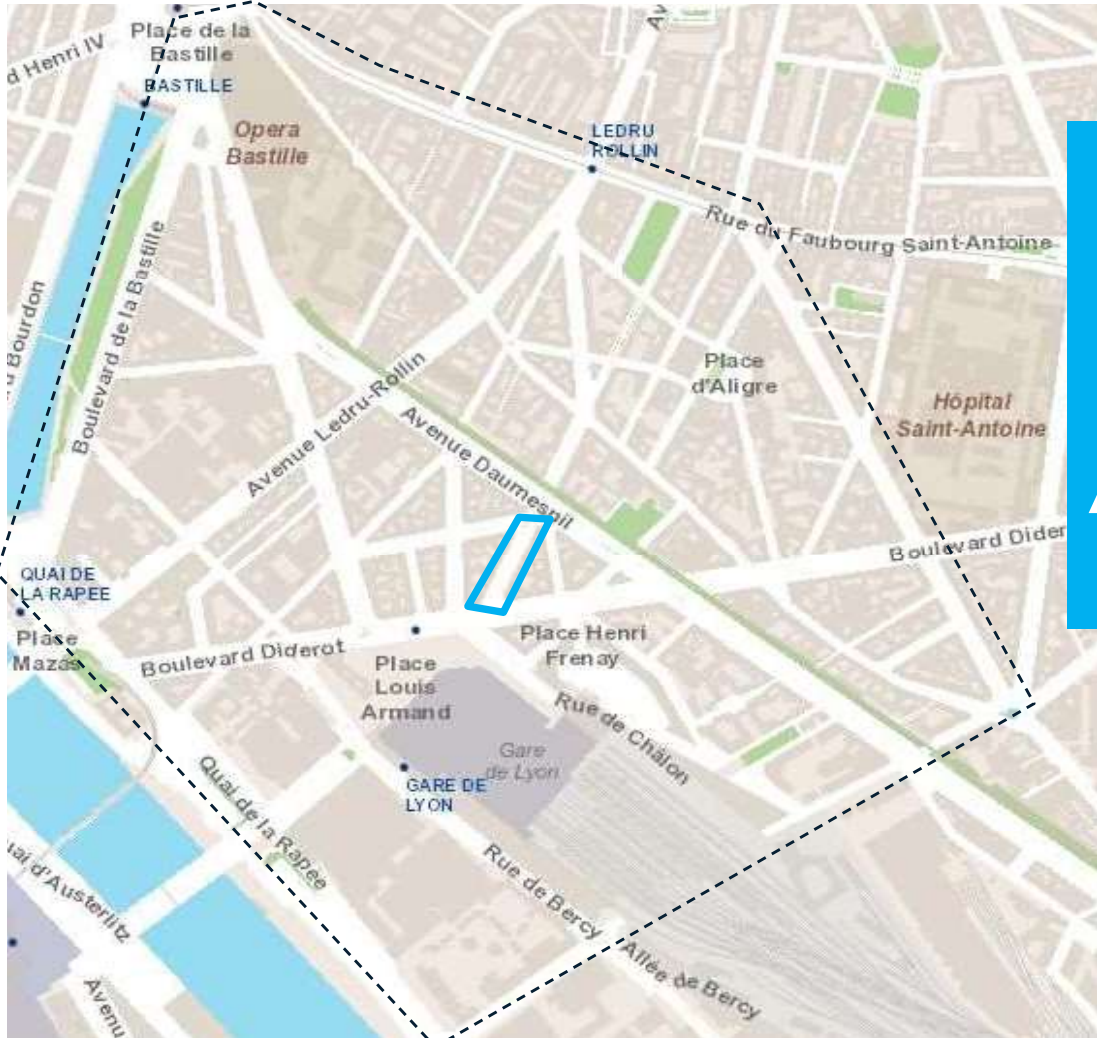 Place de la
Bastille
d Henri IV
BASTILLE
Av
Opera
Bastille
LEDRU
ROLLIN
Rue du Faubourg Saint-Antoine
Boulevard de la Bastille
d Bourdon
Place
d'Aligre
Avenue Ledru-Rollin
Hôpital
Saint-Antoine
Avenue Daumesnil
Boulevard Dider
QUAI DE
LA RAPEE
Place
Mazas
Boulevard Diderot
Place Henri
Frenay
Place
Louis
Armand
Rue de Châlon
Gare
de Lyon
GARE DE
LYON
Quai de la Rapée
Rue de Bercy
uai d'Austerlitz
Allée de Bercy
Avenu